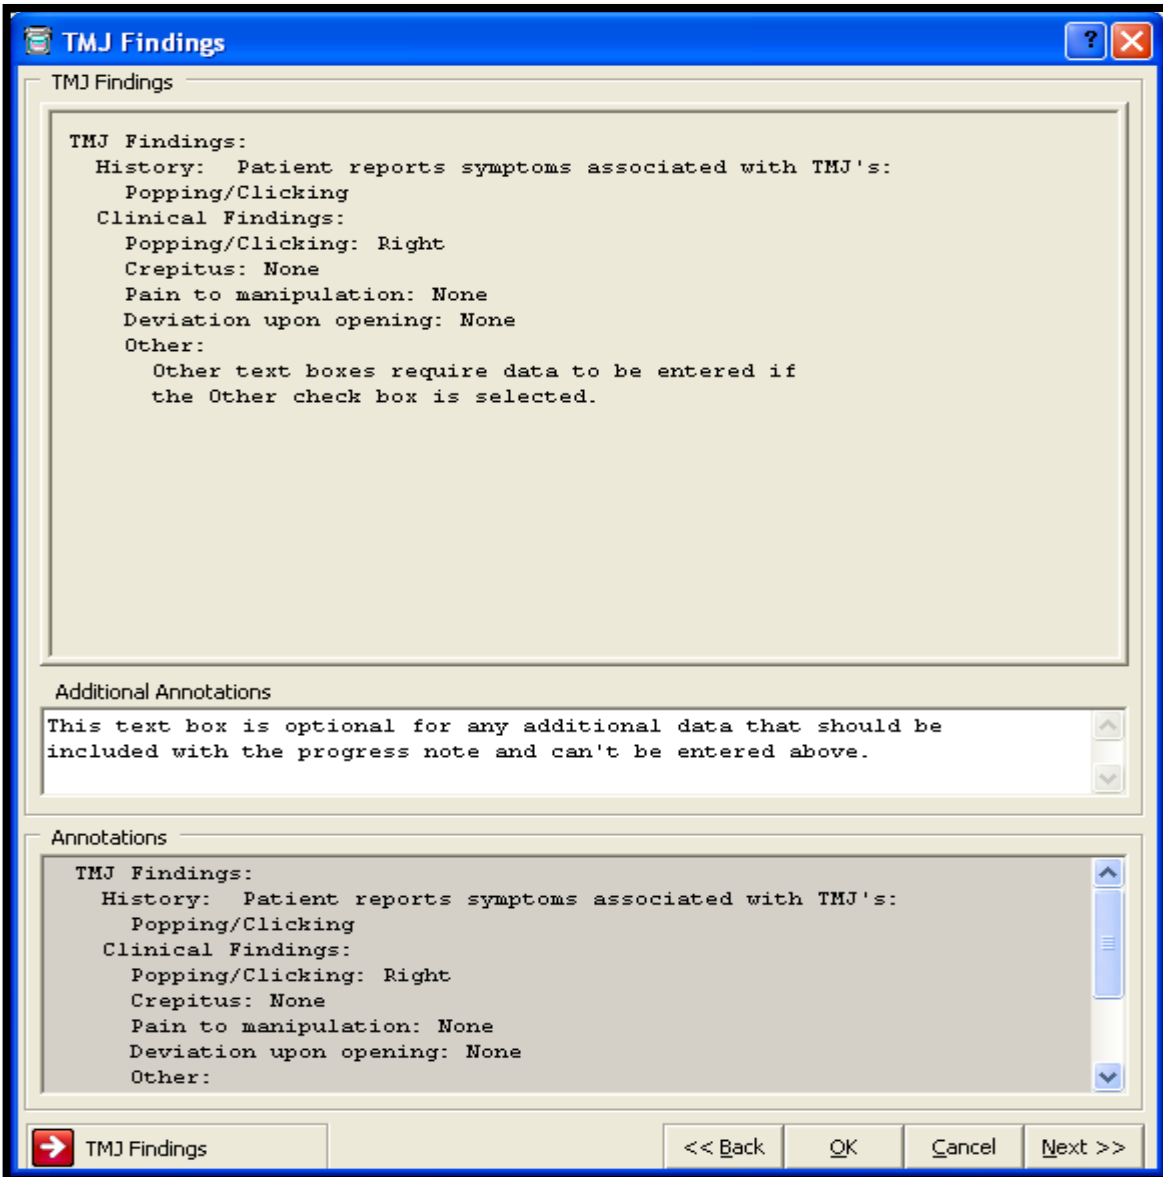 TMJ Findings
TMJ Findings
TMJ Findings:
History:  Patient reports symptoms associated with TMJ's:
Popping/Clicking
Clinical Findings:
Popping/Clicking: Right
Crepitus: None
Pain to manipulation: None
Deviation upon opening: None
Other:
Other text boxes require data to be entered if
the Other check box is selected.
Additional Annotations
This text box is optional for any additional data that should be
included with the progress note and can't be entered above.
Annotations
TMJ Findings:
History:  Patient reports symptoms associated with TMJ's:
Popping/Clicking
Clinical Findings:
Popping/Clicking: Right
Crepitus: None
Pain to manipulation: None
Deviation upon opening: None
Other:
TMJ Findings << Back OK Cancel Next >>